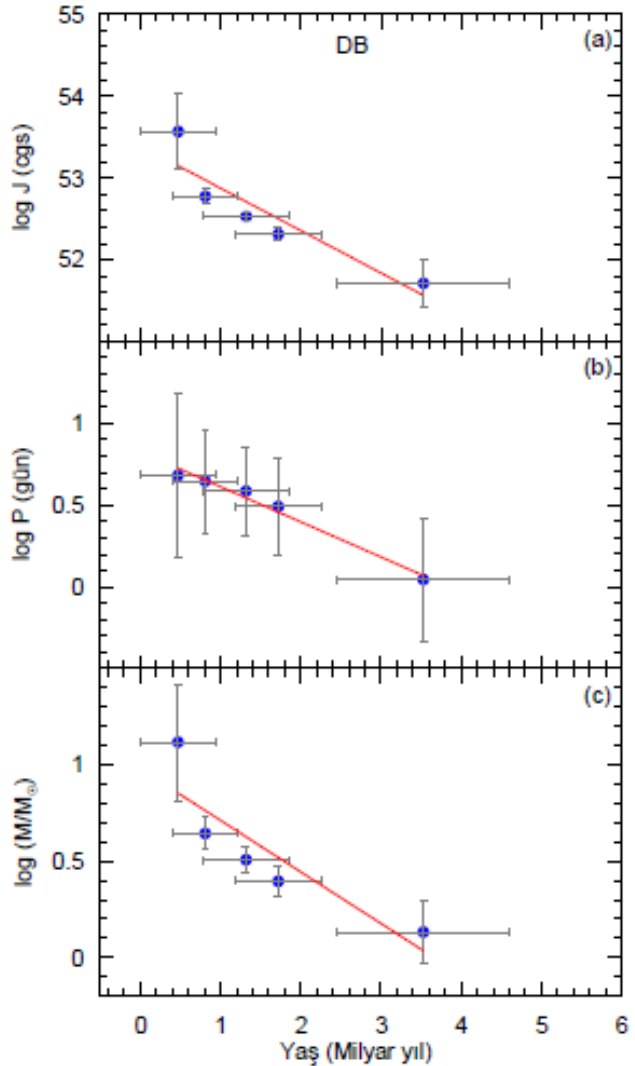 55
DB
(a)
54
53
52
log J (cgs)
(b)
1
0.5
0
log P (gün)
(c)
1
0.5
0
log (M/M☉)
0 1 2 3 4 5 6
Yaş (Milyar yıl)